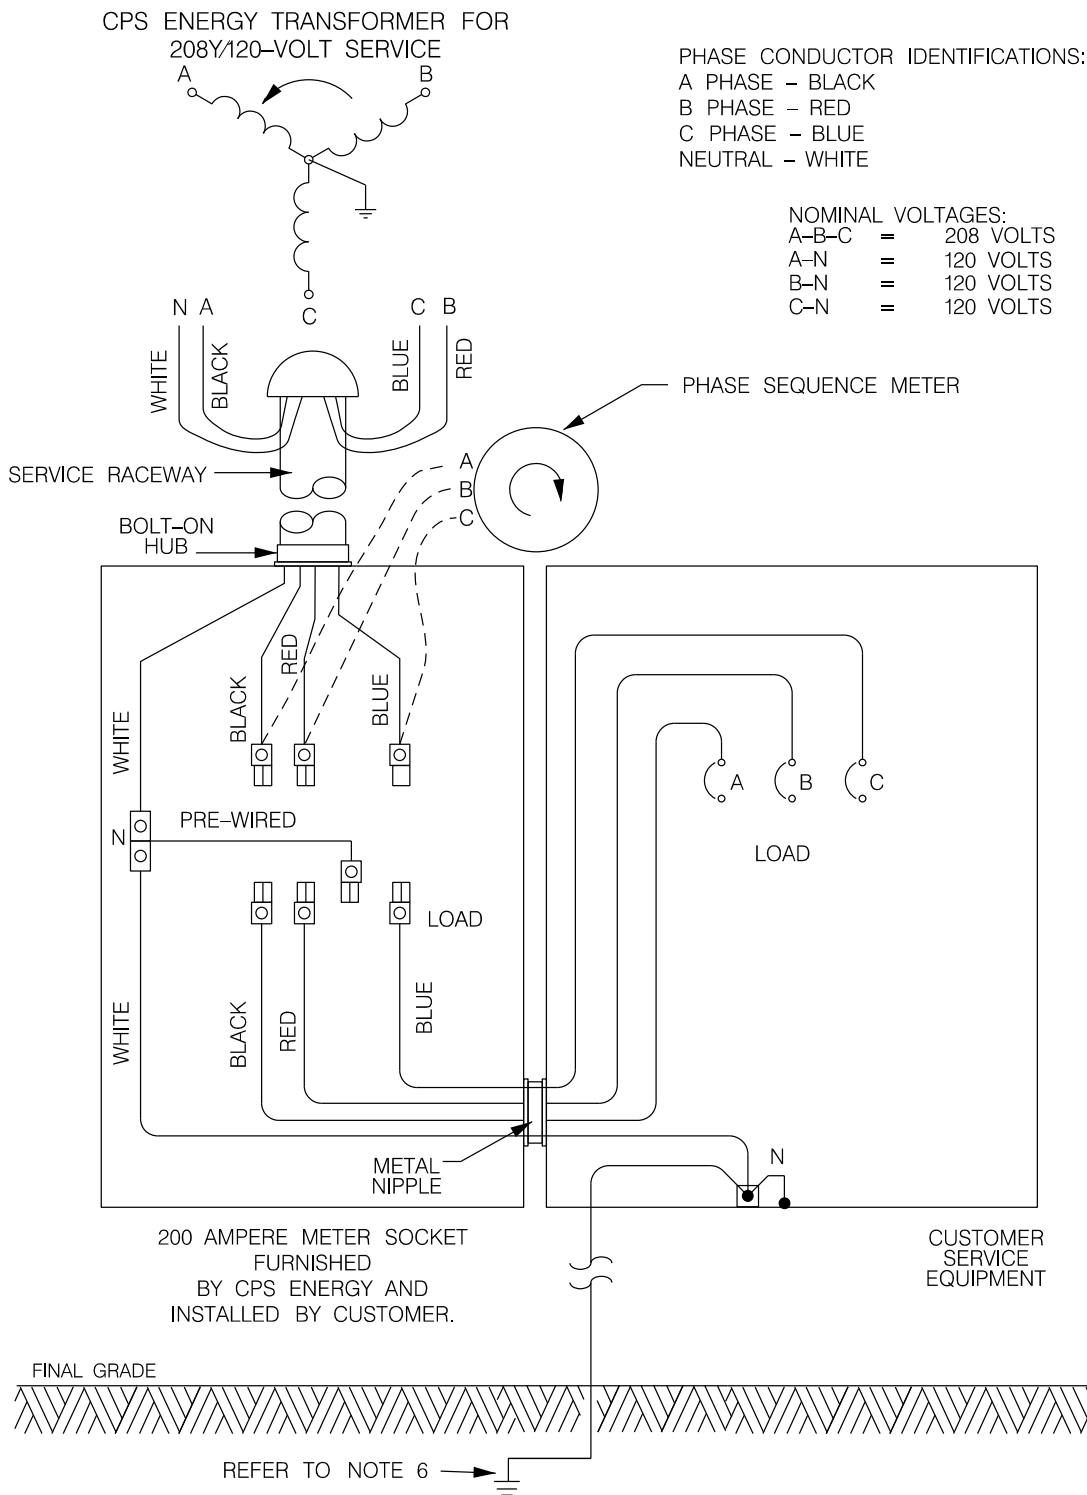 CPS ENERGY TRANSFORMER FOR
208Y/120-VOLT SERVICE
A
B
C
PHASE CONDUCTOR IDENTIFICATIONS:
A PHASE - BLACK
B PHASE - RED
C PHASE - BLUE
NEUTRAL - WHITE
NOMINAL VOLTAGES:
A-B-C = 208 VOLTS
A-N = 120 VOLTS
B-N = 120 VOLTS
C-N = 120 VOLTS
N A
C B
WHITE
BLACK
BLUE
RED
PHASE SEQUENCE METER
A
B
C
SERVICE RACEWAY
BOLT-ON
HUB
WHITE
BLACK
RED
BLUE
N
PRE-WIRED
A
B
C
LOAD
LOAD
WHITE
BLACK
RED
BLUE
METAL
NIPPLE
N
200 AMPERE METER SOCKET
FURNISHED
BY CPS ENERGY AND
INSTALLED BY CUSTOMER.
CUSTOMER
SERVICE
EQUIPMENT
FINAL GRADE
REFER TO NOTE 6